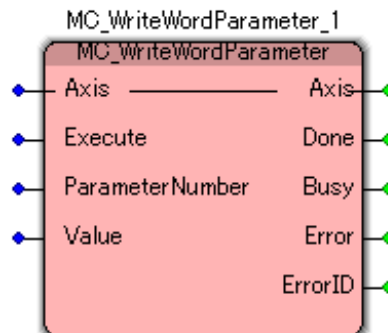 MC_WriteWordParameter_1
MC_WriteWordParameter
Axis Axis
Execute Done
ParameterNumber Busy
Value Error
ErrorID